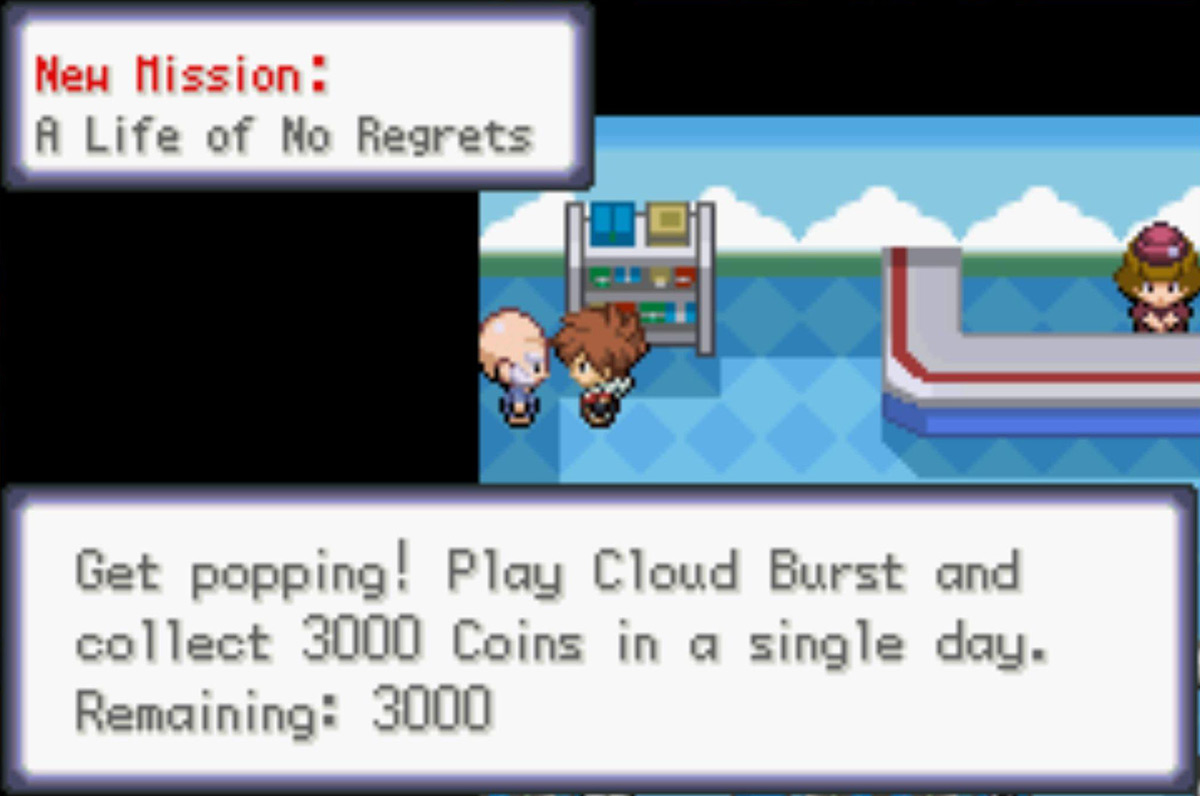 New Mission:
A Life of No Regrets
Get popping! Play Cloud Burst and
collect 3000 Coins in a single day.
Remaining: 3000